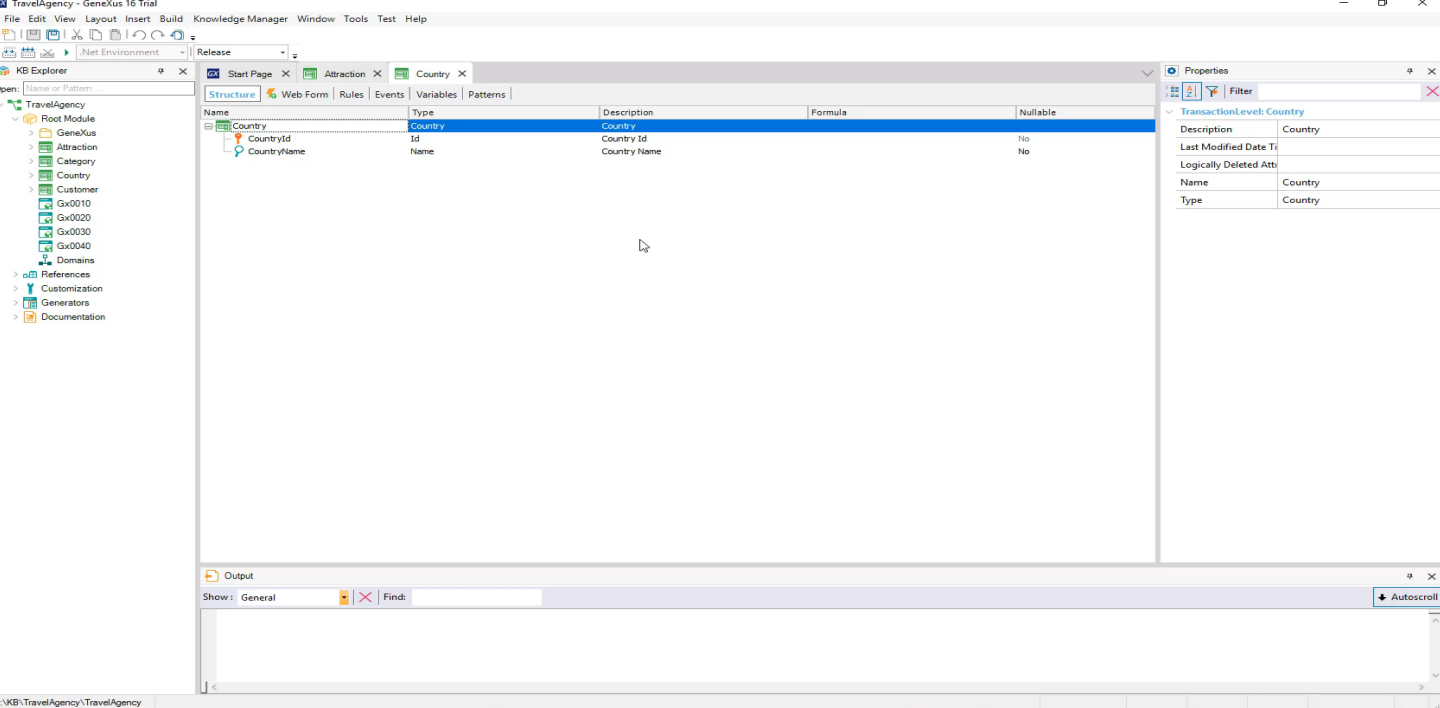 TravelAgency - GeneXus 16 Trial
File Edit View Layout Insert Build Knowledge Manager Window Tools Test Help
.Net Environment Release
KB Explorer
Name or Pattern ...
TravelAgency
Root Module
GeneXus
Attraction
Category
Country
Customer
Gx0010
Gx0020
Gx0030
Gx0040
Domains
References
Customization
Generators
Documentation
GX Start Page Attraction Country
Structure Web Form Rules Events Variables Patterns
Name Type Description Formula Nullable
Country Country Country
CountryId Id Country Id No
CountryName Name Country Name No
Properties
Filter
TransactionLevel: Country
Description Country
Last Modified Date Ti
Logically Deleted Att
Name Country
Type Country
Output
Show: General Find: Autoscroll
:\KB\TravelAgency\TravelAgency